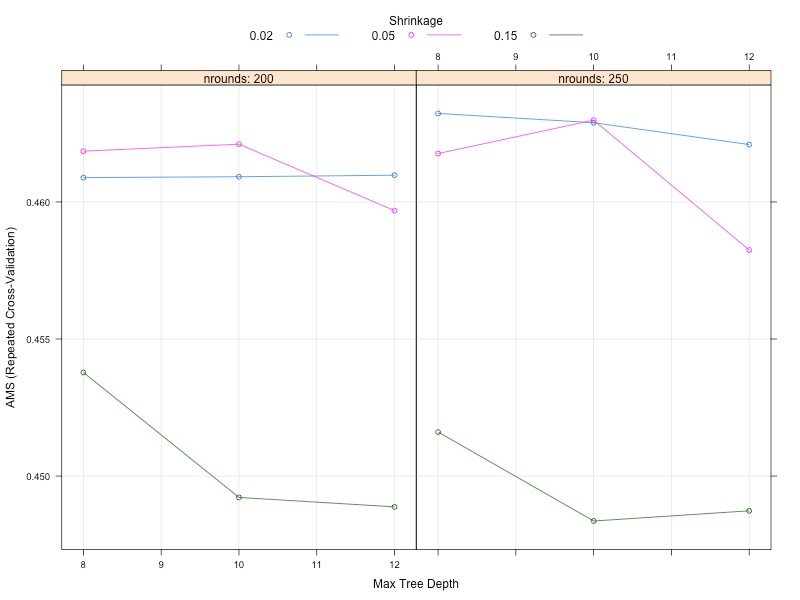 Shrinkage
0.02 0.05 0.15
8 9 10 11 12
nrounds: 200 nrounds: 250
0.460
0.455
0.450
AMS (Repeated Cross-Validation)
8 9 10 11 12
Max Tree Depth